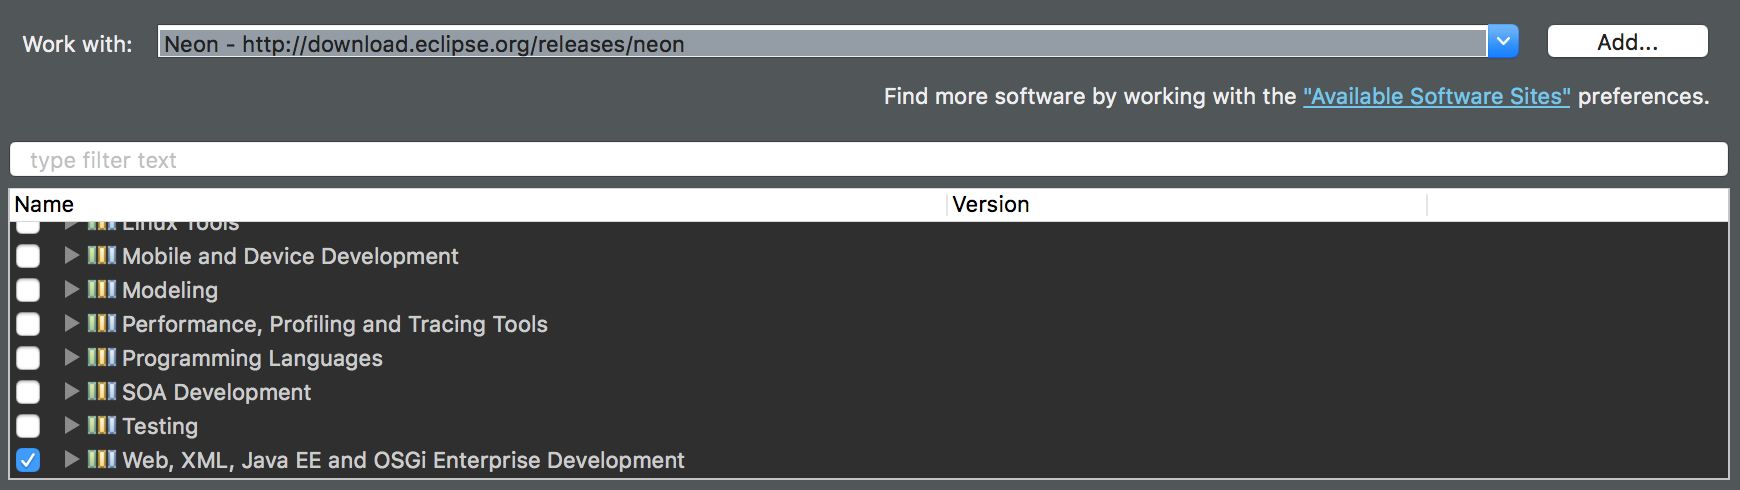 Work with: Neon - http://download.eclipse.org/releases/neon Add...
Find more software by working with the "Available Software Sites" preferences.
type filter text
Name Version
Linux Tools
Mobile and Device Development
Modeling
Performance, Profiling and Tracing Tools
Programming Languages
SOA Development
Testing
Web, XML, Java EE and OSGi Enterprise Development